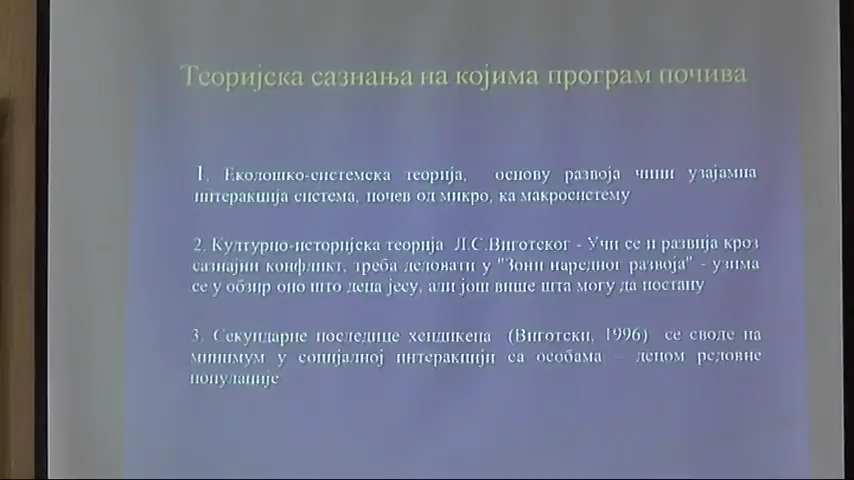 Теоријска сазнања на којима програм почива
1. Еколошко-системска теорија, основу развоја чини узајамна
интеракција система, почев од микро, ка макросистему
2. Културно-историјска теорија Л.С.Виготског - Учи се и развија кроз
сазнајни конфликт, треба деловати у "Зони наредног развоја" - узима
се у обзир оно што деца јесу, али још више шта могу да постану
3. Секундарне последице хендикепа (Виготски, 1996) се своде на
минимум у социјалној интеракцији са особама – децом редовне
популације